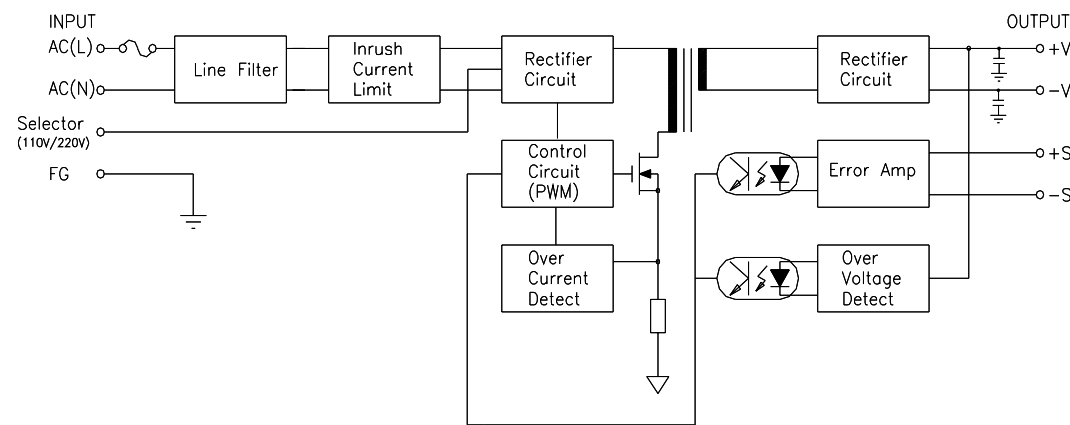 INPUT
OUTPUT
AC(L)
Line Filter
Inrush
Current
Limit
Rectifier
Circuit
Rectifier
Circuit
+V
AC(N)
-V
Selector
(110V/220V)
FG
Control
Circuit
(PWM)
Error Amp
+S
-S
Over
Current
Detect
Over
Voltage
Detect